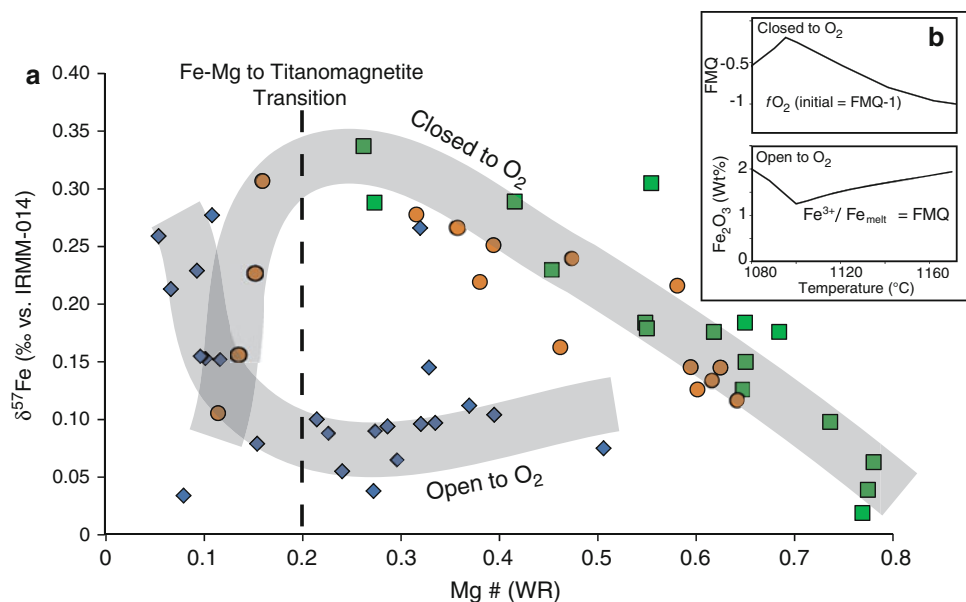 a
Fe-Mg to Titanomagnetite
Transition
Closed to O2
Open to O2
0.40
0.35
0.30
0.25
0.20
0.15
0.10
0.05
0
δ57Fe (‰ vs. IRMM-014)
0 0.1 0.2 0.3 0.4 0.5 0.6 0.7 0.8
Mg # (WR)
b
Closed to O2
FMQ
-0.5
-1
fO2 (initial = FMQ-1)
Open to O2
Fe2O3 (Wt%)
2
1
0
Fe3+/ Femelt = FMQ
1080 1120 1160
Temperature (°C)